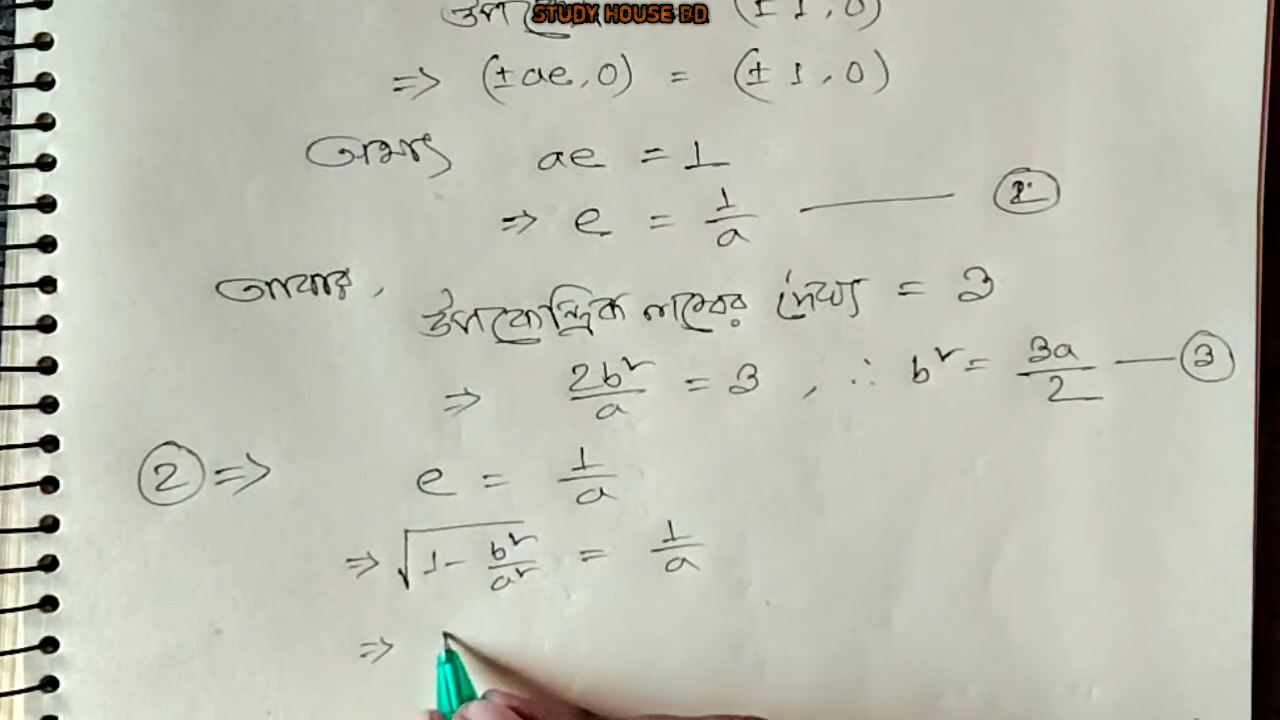 STUDY HOUSE BD
(± 1, 0)
⇒ (± ae, 0) = (± 1, 0)
ae = 1
⇒ e = 1/a —— (2)
আবার, উপকেন্দ্রিক লম্বের দৈর্ঘ্য = 3
⇒ 2b²/a = 3, ∴ b² = 3a/2 — (3)
(2) ⇒ e = 1/a
⇒ √(1 - b²/a²) = 1/a
⇒